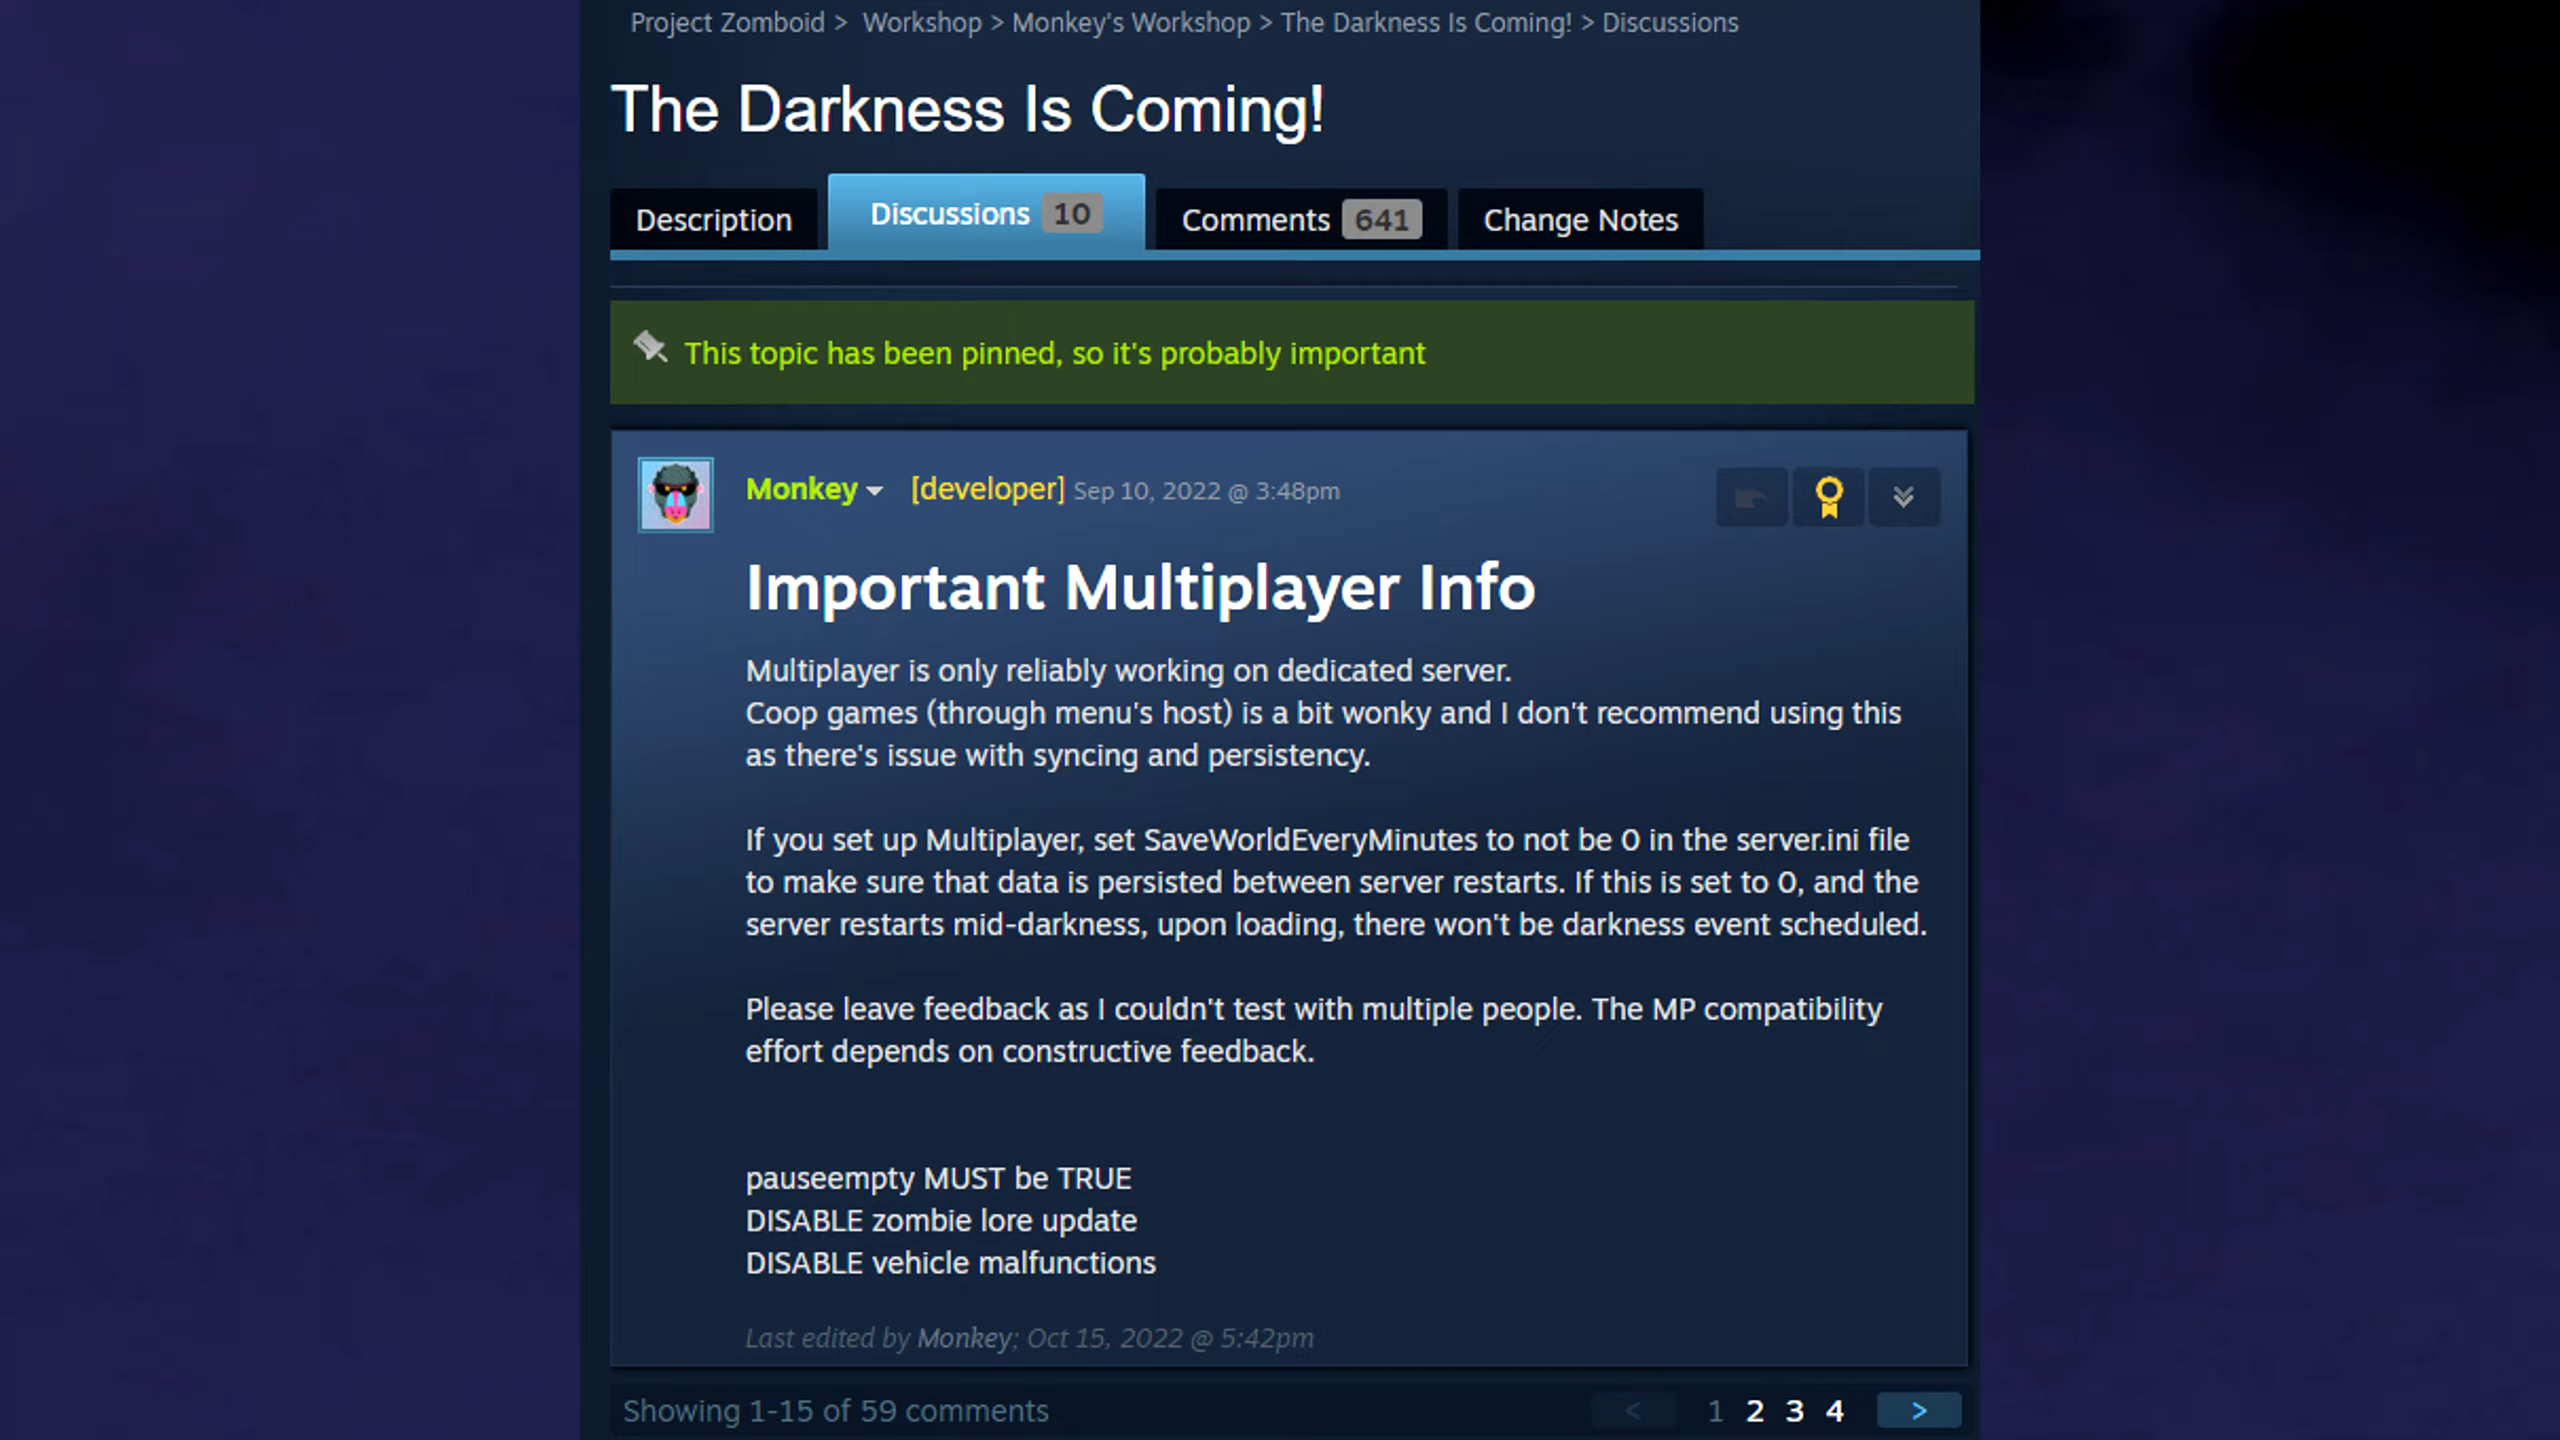 Project Zomboid > Workshop > Monkey's Workshop > The Darkness Is Coming! > Discussions
The Darkness Is Coming!
Description
Discussions 10
Comments 641
Change Notes
This topic has been pinned, so it's probably important
Monkey [developer] Sep 10, 2022 @ 3:48pm
Important Multiplayer Info
Multiplayer is only reliably working on dedicated server.
Coop games (through menu's host) is a bit wonky and I don't recommend using this
as there's issue with syncing and persistency.
If you set up Multiplayer, set SaveWorldEveryMinutes to not be 0 in the server.ini file
to make sure that data is persisted between server restarts. If this is set to 0, and the
server restarts mid-darkness, upon loading, there won't be darkness event scheduled.
Please leave feedback as I couldn't test with multiple people. The MP compatibility
effort depends on constructive feedback.
pauseempty MUST be TRUE
DISABLE zombie lore update
DISABLE vehicle malfunctions
Last edited by Monkey; Oct 15, 2022 @ 5:42pm
Showing 1-15 of 59 comments
< 1 2 3 4 >